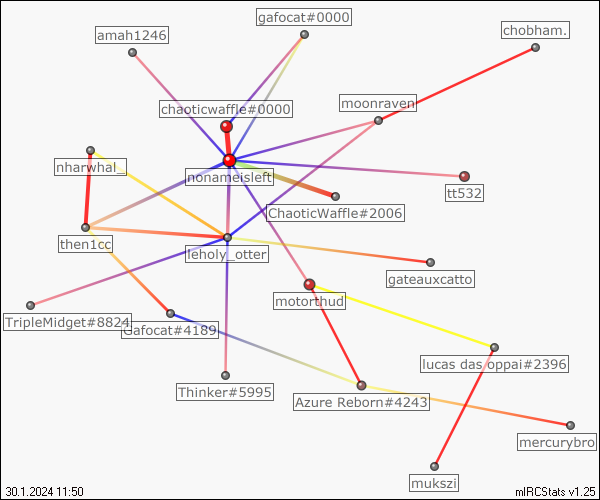 gafocat#0000
chobham.
amah1246
chaoticwaffle#0000
moonraven
nharwhal_
nonameisleft
tt532
ChaoticWaffle#2006
then1cc
leholy_otter
gateauxcatto
motorthud
TripleMidget#8824
Gafocat#4189
lucas das oppai#2396
Thinker#5995
Azure Reborn#4243
mercurybro
mukszi
30.1.2024 11:50
mIRCStats v1.25